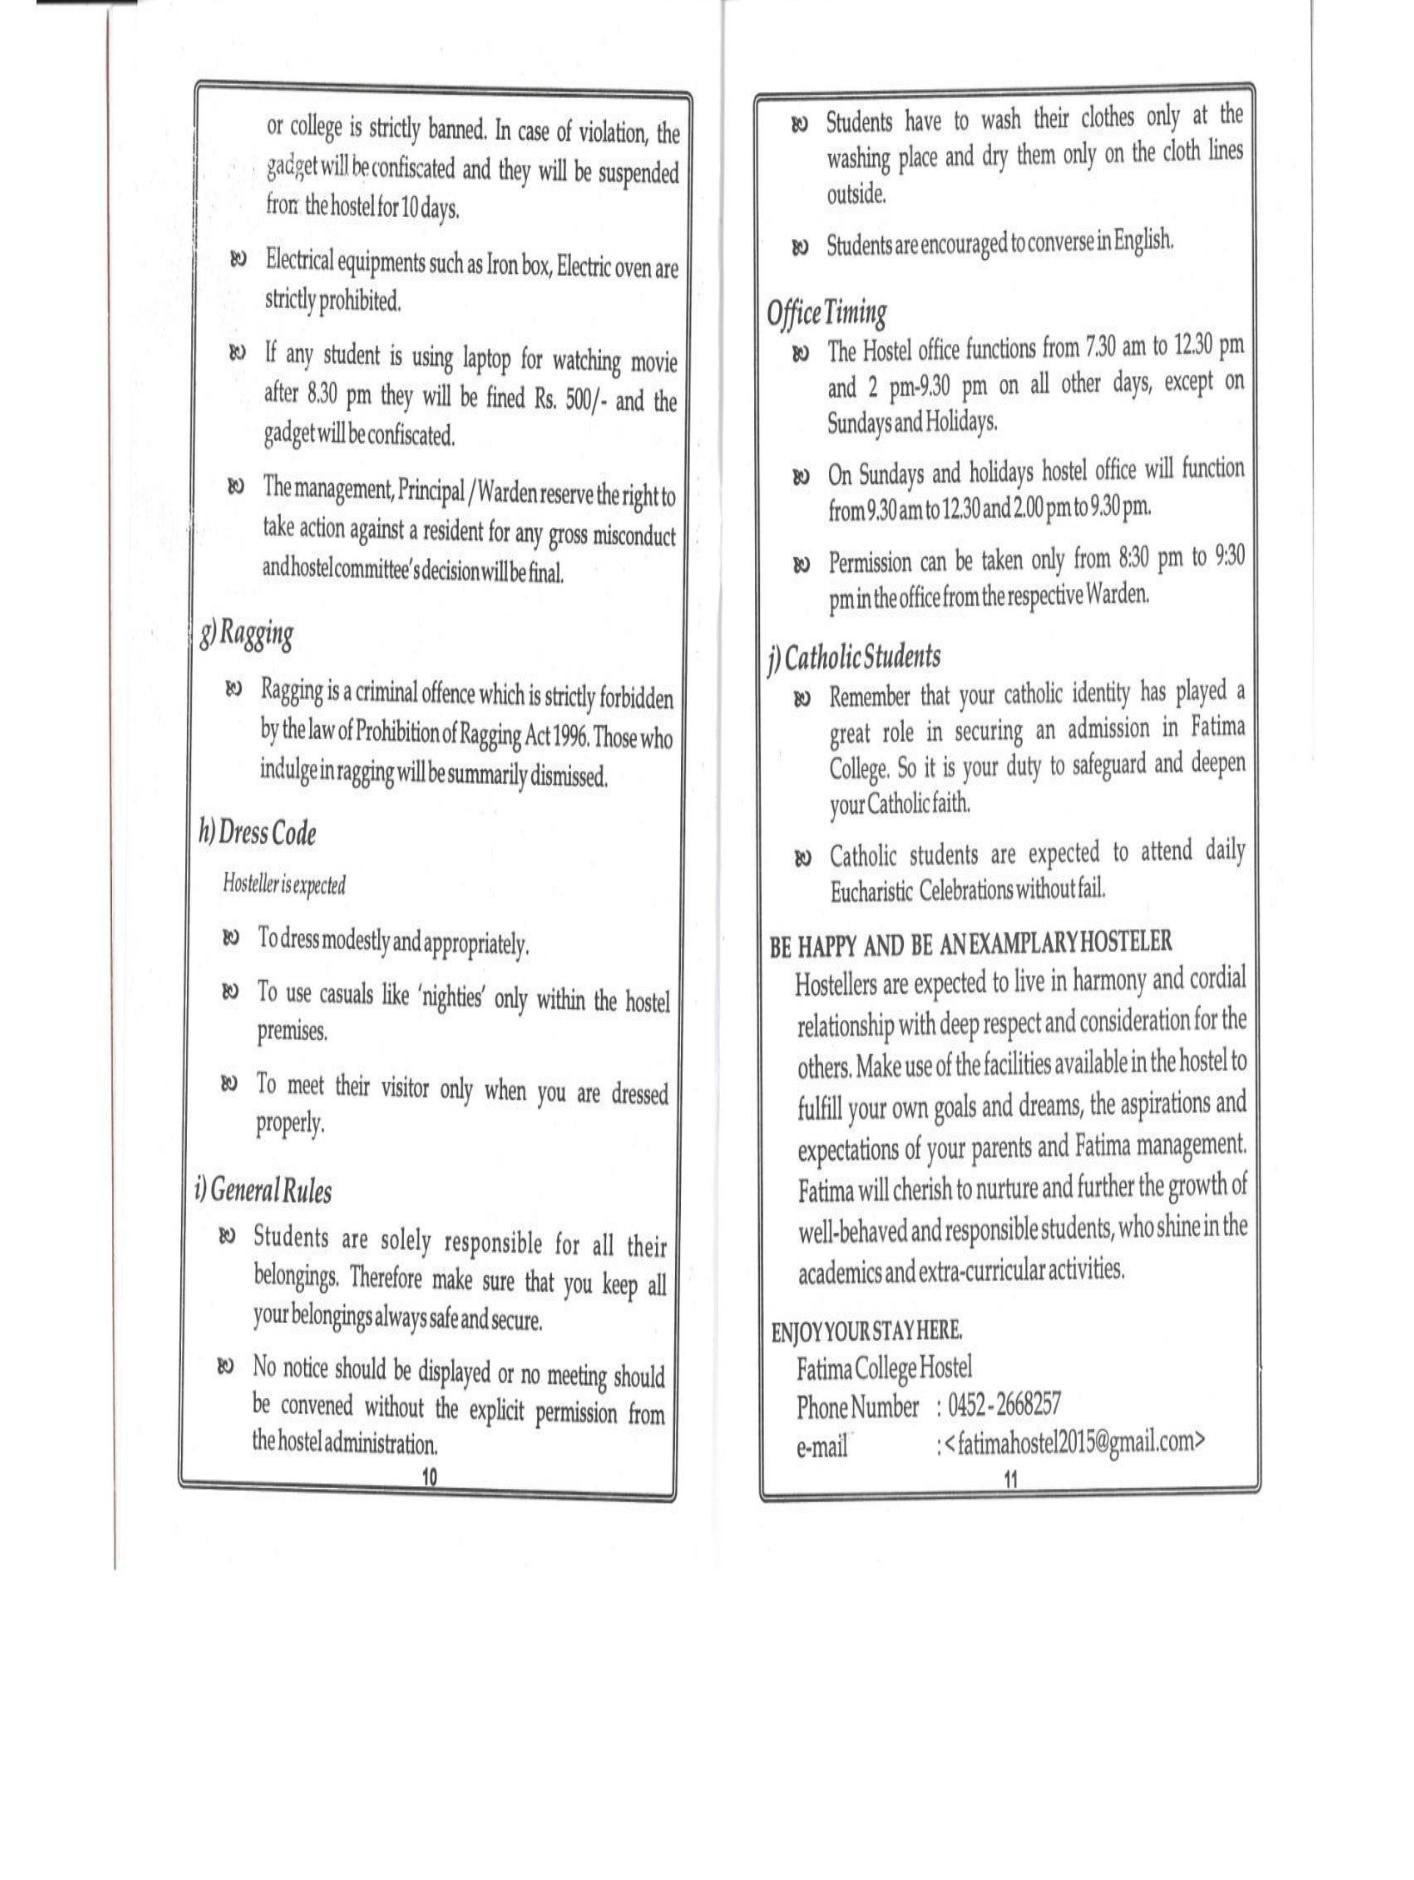 or college is strictly banned. In case of violation, the
gadget will be confiscated and they will be suspended
from the hostel for 10 days.
Electrical equipments such as Iron box, Electric oven are
strictly prohibited.
If any student is using laptop for watching movie
after 8.30 pm they will be fined Rs. 500/- and the
gadget will be confiscated.
The management, Principal / Warden reserve the right to
take action against a resident for any gross misconduct
and hostel committee's decision will be final.
g) Ragging
Ragging is a criminal offence which is strictly forbidden
by the law of Prohibition of Ragging Act 1996. Those who
indulge in ragging will be summarily dismissed.
h) Dress Code
Hosteller is expected
To dress modestly and appropriately.
To use casuals like 'nighties' only within the hostel
premises.
To meet their visitor only when you are dressed
properly.
i) General Rules
Students are solely responsible for all their
belongings. Therefore make sure that you keep all
your belongings always safe and secure.
No notice should be displayed or no meeting should
be convened without the explicit permission from
the hostel administration.
10
Students have to wash their clothes only at the
washing place and dry them only on the cloth lines
outside.
Students are encouraged to converse in English.
Office Timing
The Hostel office functions from 7.30 am to 12.30 pm
and 2 pm-9.30 pm on all other days, except on
Sundays and Holidays.
On Sundays and holidays hostel office will function
from 9.30 am to 12.30 and 2.00 pm to 9.30 pm.
Permission can be taken only from 8:30 pm to 9:30
pm in the office from the respective Warden.
j) Catholic Students
Remember that your catholic identity has played a
great role in securing an admission in Fatima
College. So it is your duty to safeguard and deepen
your Catholic faith.
Catholic students are expected to attend daily
Eucharistic Celebrations without fail.
BE HAPPY AND BE AN EXAMPLARY HOSTELER
Hostellers are expected to live in harmony and cordial
relationship with deep respect and consideration for the
others. Make use of the facilities available in the hostel to
fulfill your own goals and dreams, the aspirations and
expectations of your parents and Fatima management.
Fatima will cherish to nurture and further the growth of
well-behaved and responsible students, who shine in the
academics and extra-curricular activities.
ENJOY YOUR STAY HERE.
Fatima College Hostel
Phone Number : 0452 - 2668257
e-mail : <fatimahostel2015@gmail.com>
11